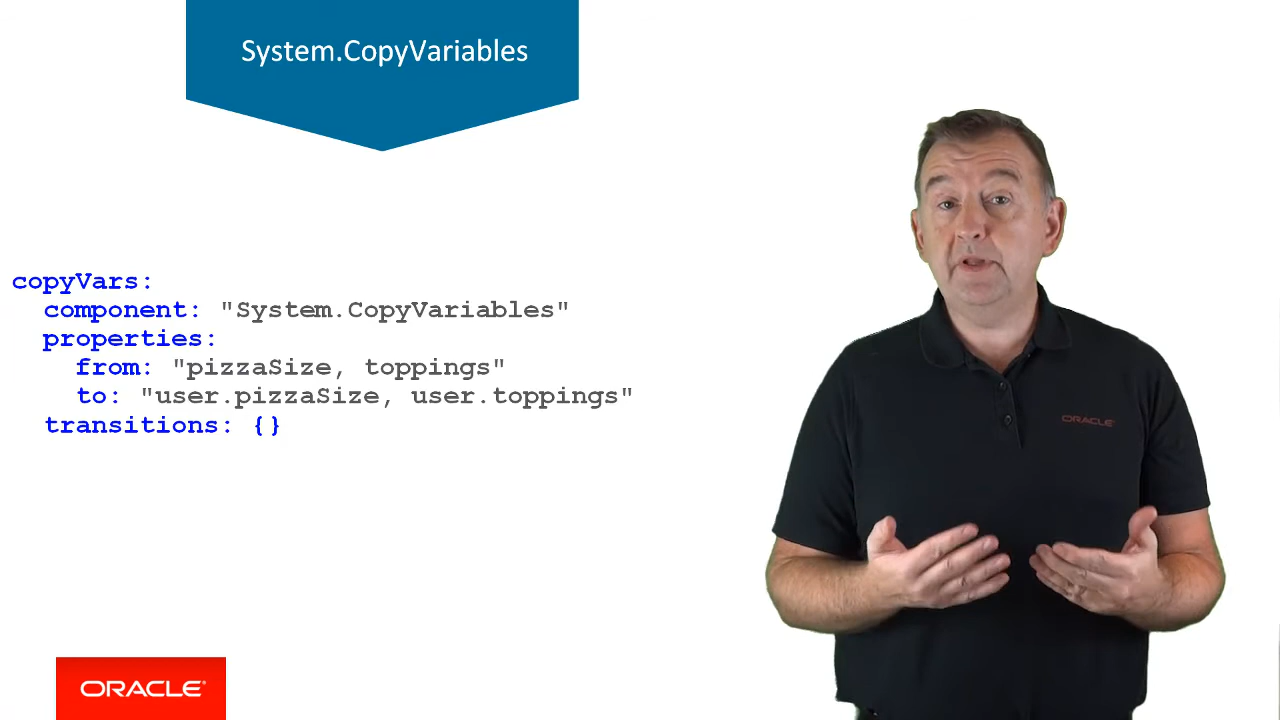 System.CopyVariables
copyVars:
component: "System.CopyVariables"
properties:
from: "pizzaSize, toppings"
to: "user.pizzaSize, user.toppings"
transitions: {}
ORACLE
ORACLE